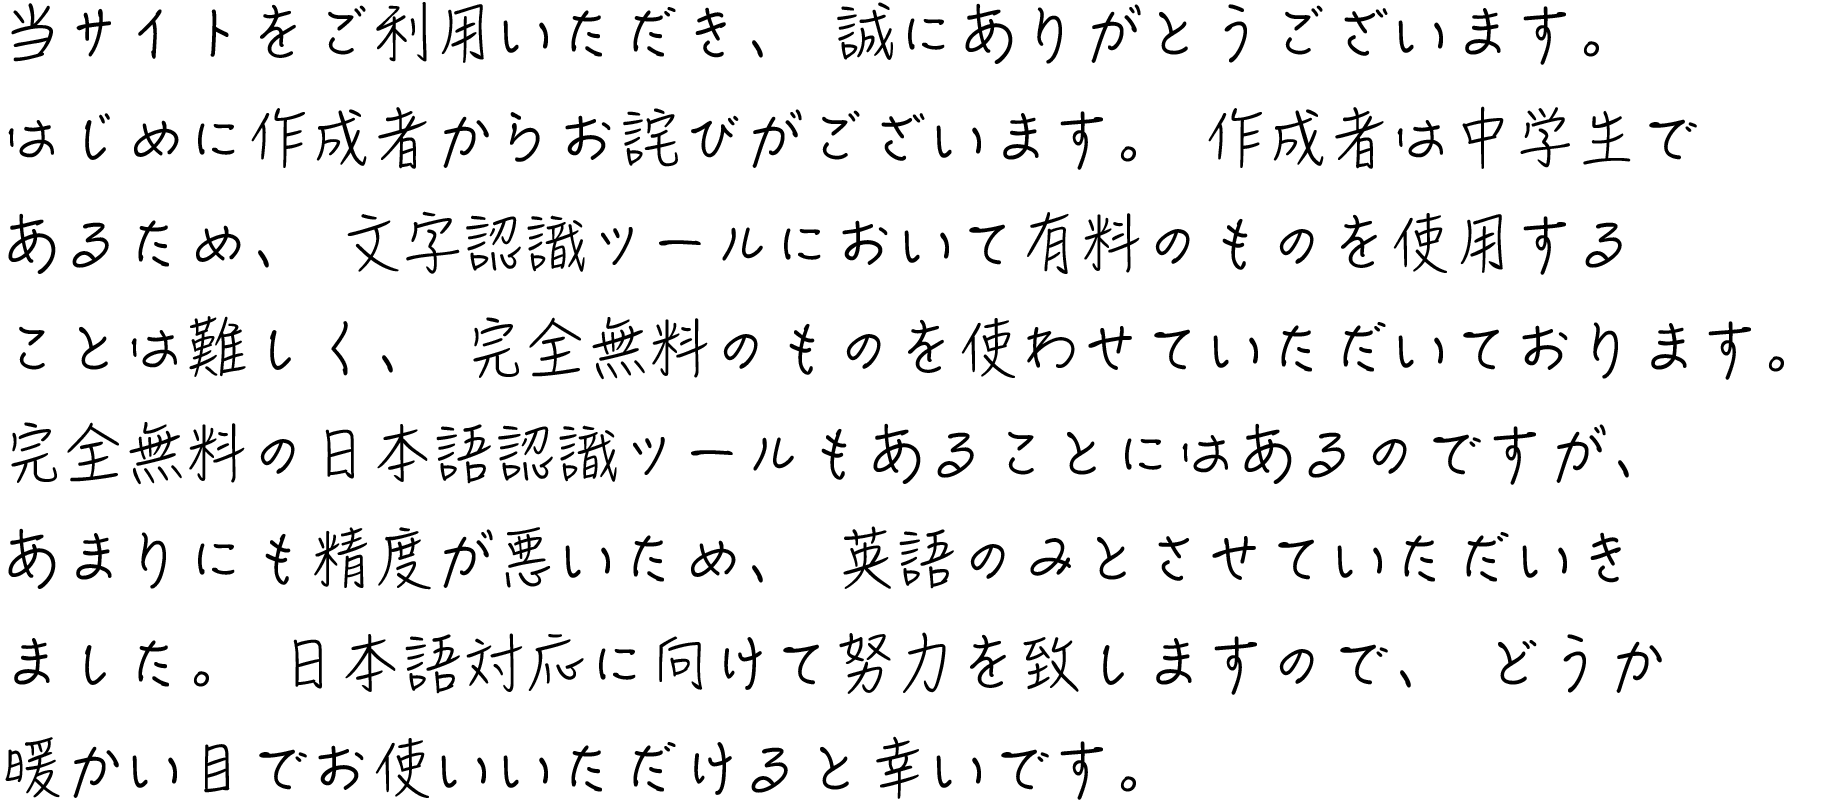 当サイトをご利用いただき、 誠にありがとうございます。
はじめに作成者からお詫びがございます。 作成者は中学生で
あるため、 文字認識ツールにおいて有料のものを使用する
ことは難しく、 完全無料のものを使わせていただいております。
完全無料の日本語認識ツールもあることにはあるのですが、
あまりにも精度が悪いため、 英語のみとさせていただいき
ました。 日本語対応に向けて努力を致しますので、 どうか
暖かい目でお使いいただけると幸いです。